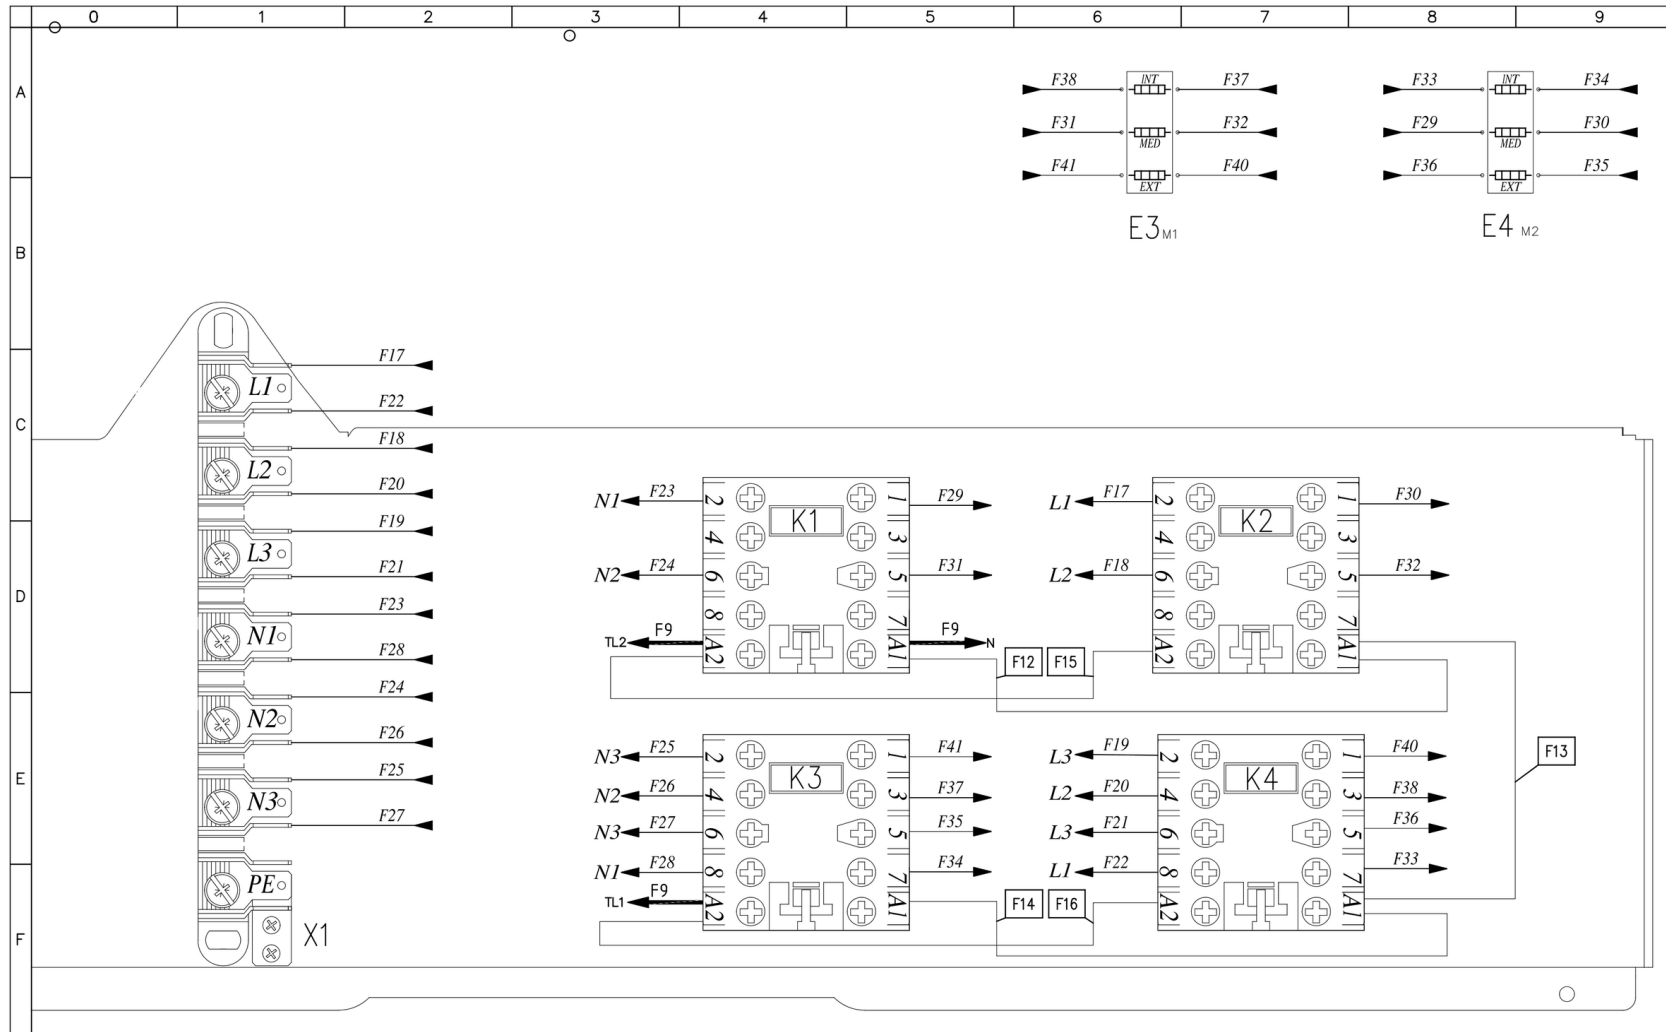 0 1 2 3 4 5 6 7 8 9
A
INT INT
F38 F37 F33 F34
F31 F32 F29 F30
MED MED
F41 F40 F36 F35
EXT EXT
E3 M1 E4 M2
B
F17
L1
F22
C
F18
L2
F20
F19
L3
F21
D
F23
N1
F28
F24
N2
F26
E
F25
N3
F27
PE
F
X1
N1 F23 2 1 F29
K1
4 3
N2 F24 6 5 F31
8 7
TL2 F9 A2 A1 F9 N
L1 F17 2 1 F30
K2
4 3
L2 F18 6 5 F32
8 7
A2 A1
F12 F15
F13
N3 F25 2 1 F41
K3
N2 F26 4 3 F37
N3 F27 6 5 F35
N1 F28 8 7 F34
TL1 F9 A2 A1
L3 F19 2 1 F40
K4
L2 F20 4 3 F38
L3 F21 6 5 F36
L1 F22 8 7 F33
A2 A1
F14 F16